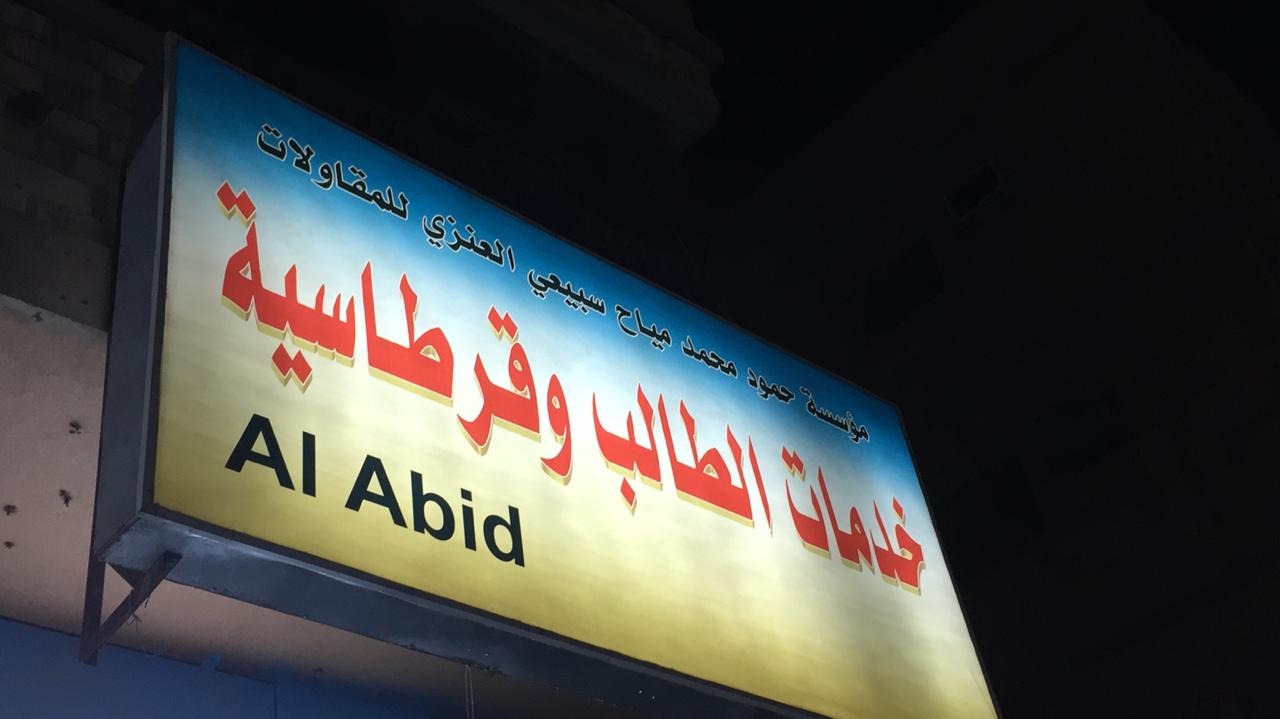 مؤسسة حمود محمد مياح سبيعي العنزي للمقاولات
خدمات الطالب وقرطاسية
Al Abid